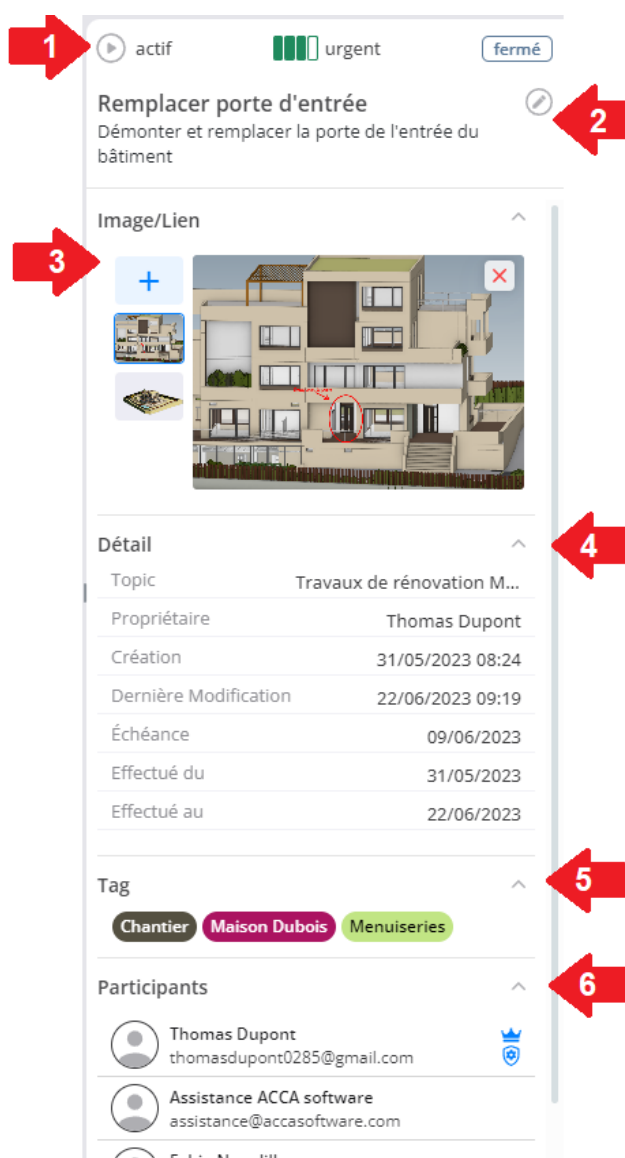 1
actif
urgent
fermé
Remplacer porte d'entrée
2
Démonter et remplacer la porte de l'entrée du
bâtiment
Image/Lien
3
+
Détail
4
Topic Travaux de rénovation M...
Propriétaire Thomas Dupont
Création 31/05/2023 08:24
Dernière Modification 22/06/2023 09:19
Échéance 09/06/2023
Effectué du 31/05/2023
Effectué au 22/06/2023
Tag
5
Chantier Maison Dubois Menuiseries
Participants
6
Thomas Dupont
thomasdupont0285@gmail.com
Assistance ACCA software
assistance@accasoftware.com